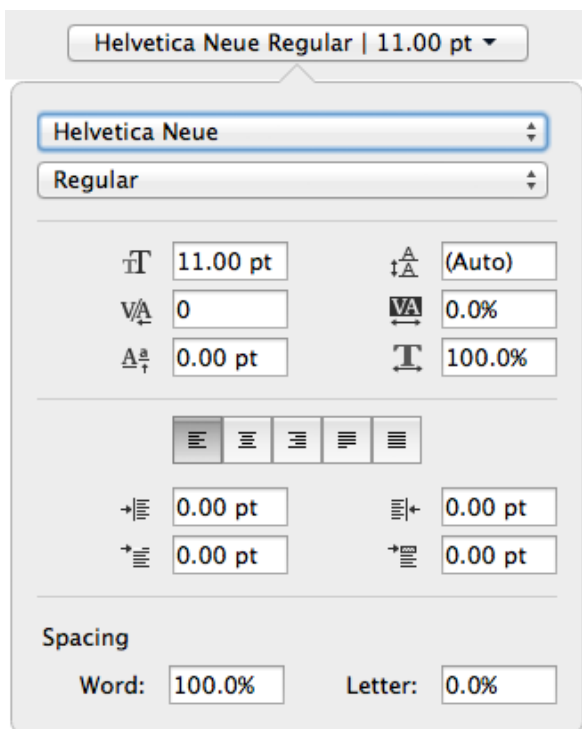 Helvetica Neue Regular | 11.00 pt
Helvetica Neue
Regular
11.00 pt (Auto)
0 0.0%
0.00 pt 100.0%
0.00 pt 0.00 pt
0.00 pt 0.00 pt
Spacing
Word: 100.0% Letter: 0.0%